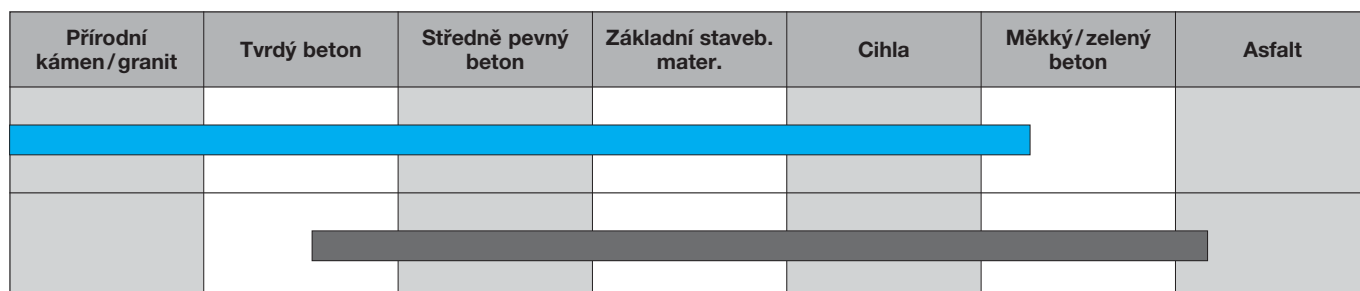 Přírodní
kámen/granit
Tvrdý beton
Středně pevný
beton
Základní staveb.
mater.
Cihla
Měkký/zelený
beton
Asfalt